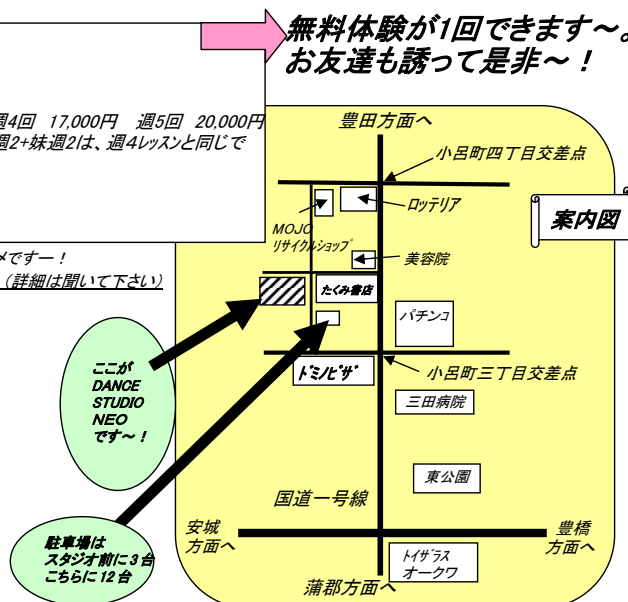 無料体験が1回できます～。
お友達も誘って是非～！
週4回 17,000円 週5回 20,000円
週2+妹週2は、週4レッスンと同じで
メですー！
（詳細は聞いて下さい）
案内図
豊田方面へ
小呂町四丁目交差点
ロッテリア
MOJO
リサイクルショップ
美容院
たくみ書店
パチンコ
ドミノピザ
小呂町三丁目交差点
三田病院
東公園
国道一号線
安城
方面へ
豊橋
方面へ
トイザラス
オークワ
蒲郡方面へ
ここが
DANCE
STUDIO
NEO
です～！
駐車場は
スタジオ前に3台
こちらに12台